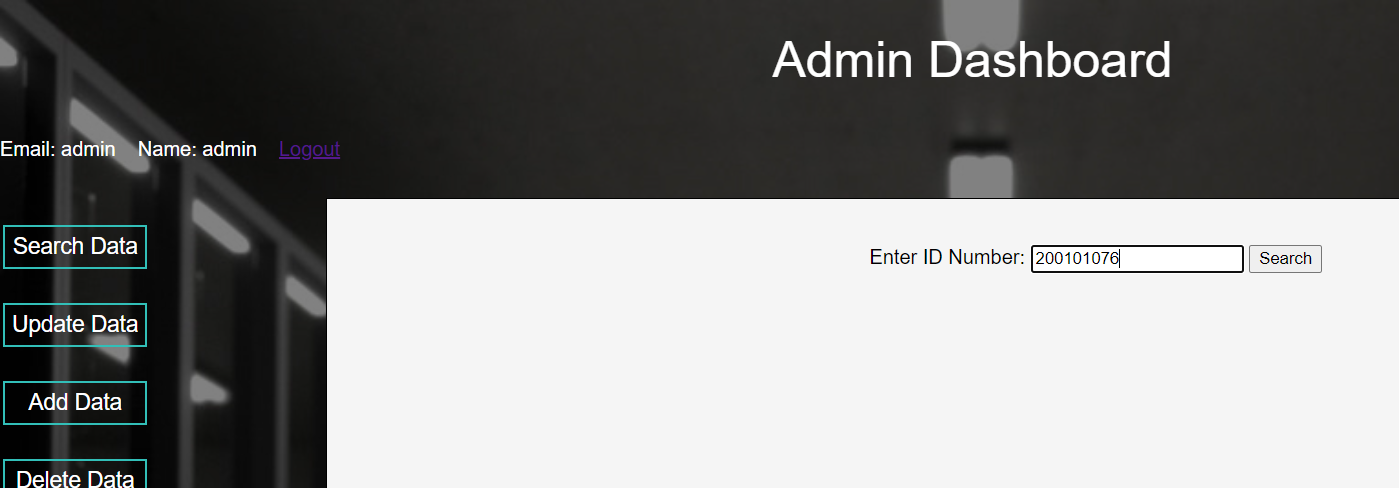 Admin Dashboard
Email: admin Name: admin Logout
Search Data
Enter ID Number: 200101076 Search
Update Data
Add Data
Delete Data